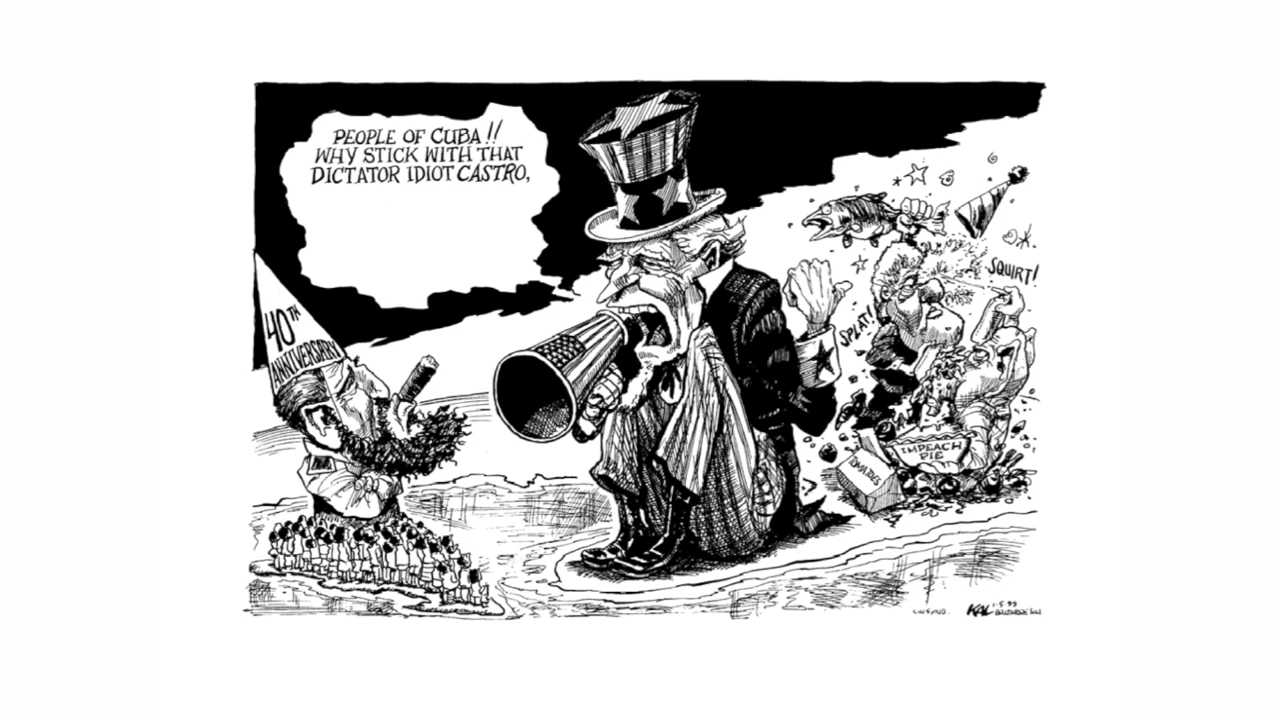 PEOPLE OF CUBA!!
WHY STICK WITH THAT
DICTATOR IDIOT CASTRO,
40TH
ANNIVERSARY
SQUIRT!
SPLAT!
IMPEACH
PIE
TOMATOES
KAL